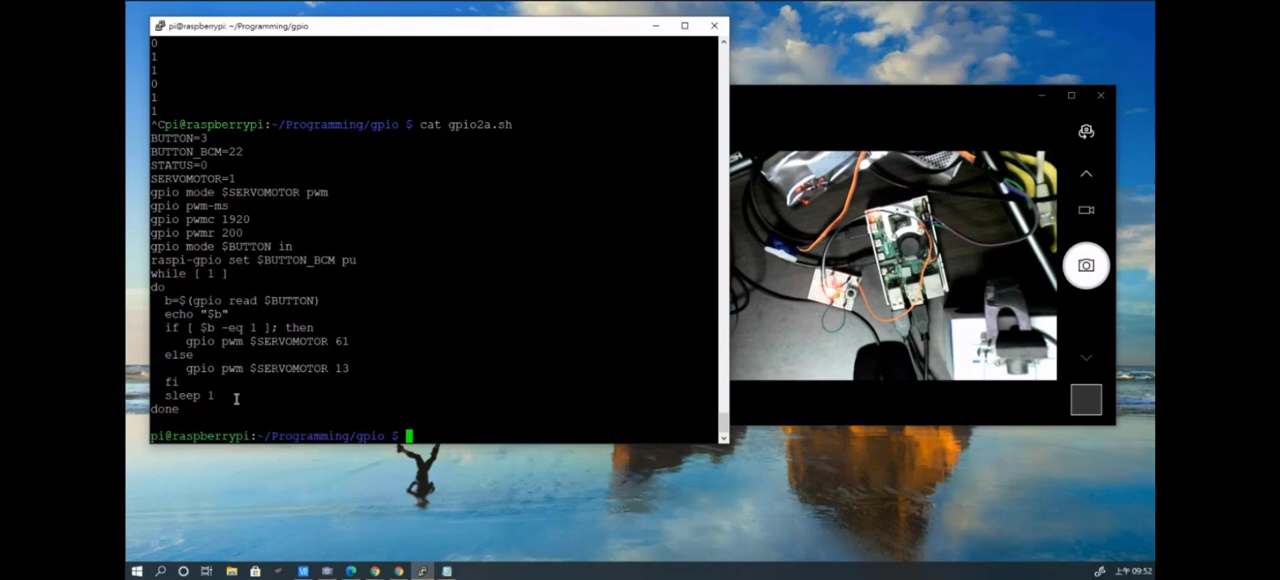 pi@raspberrypi: ~/Programming/gpio
0
1
1
0
1
1
^Cpi@raspberrypi:~/Programming/gpio $ cat gpio2a.sh
BUTTON=3
BUTTON_BCM=22
STATUS=0
SERVOMOTOR=1
gpio mode $SERVOMOTOR pwm
gpio pwm-ms
gpio pwmc 1920
gpio pwmr 200
gpio mode $BUTTON in
raspi-gpio set $BUTTON_BCM pu
while [ 1 ]
do
  b=$(gpio read $BUTTON)
  echo "$b"
  if [ $b -eq 1 ]; then
     gpio pwm $SERVOMOTOR 61
  else
     gpio pwm $SERVOMOTOR 13
  fi
  sleep 1
done
pi@raspberrypi:~/Programming/gpio $
上午 09:52